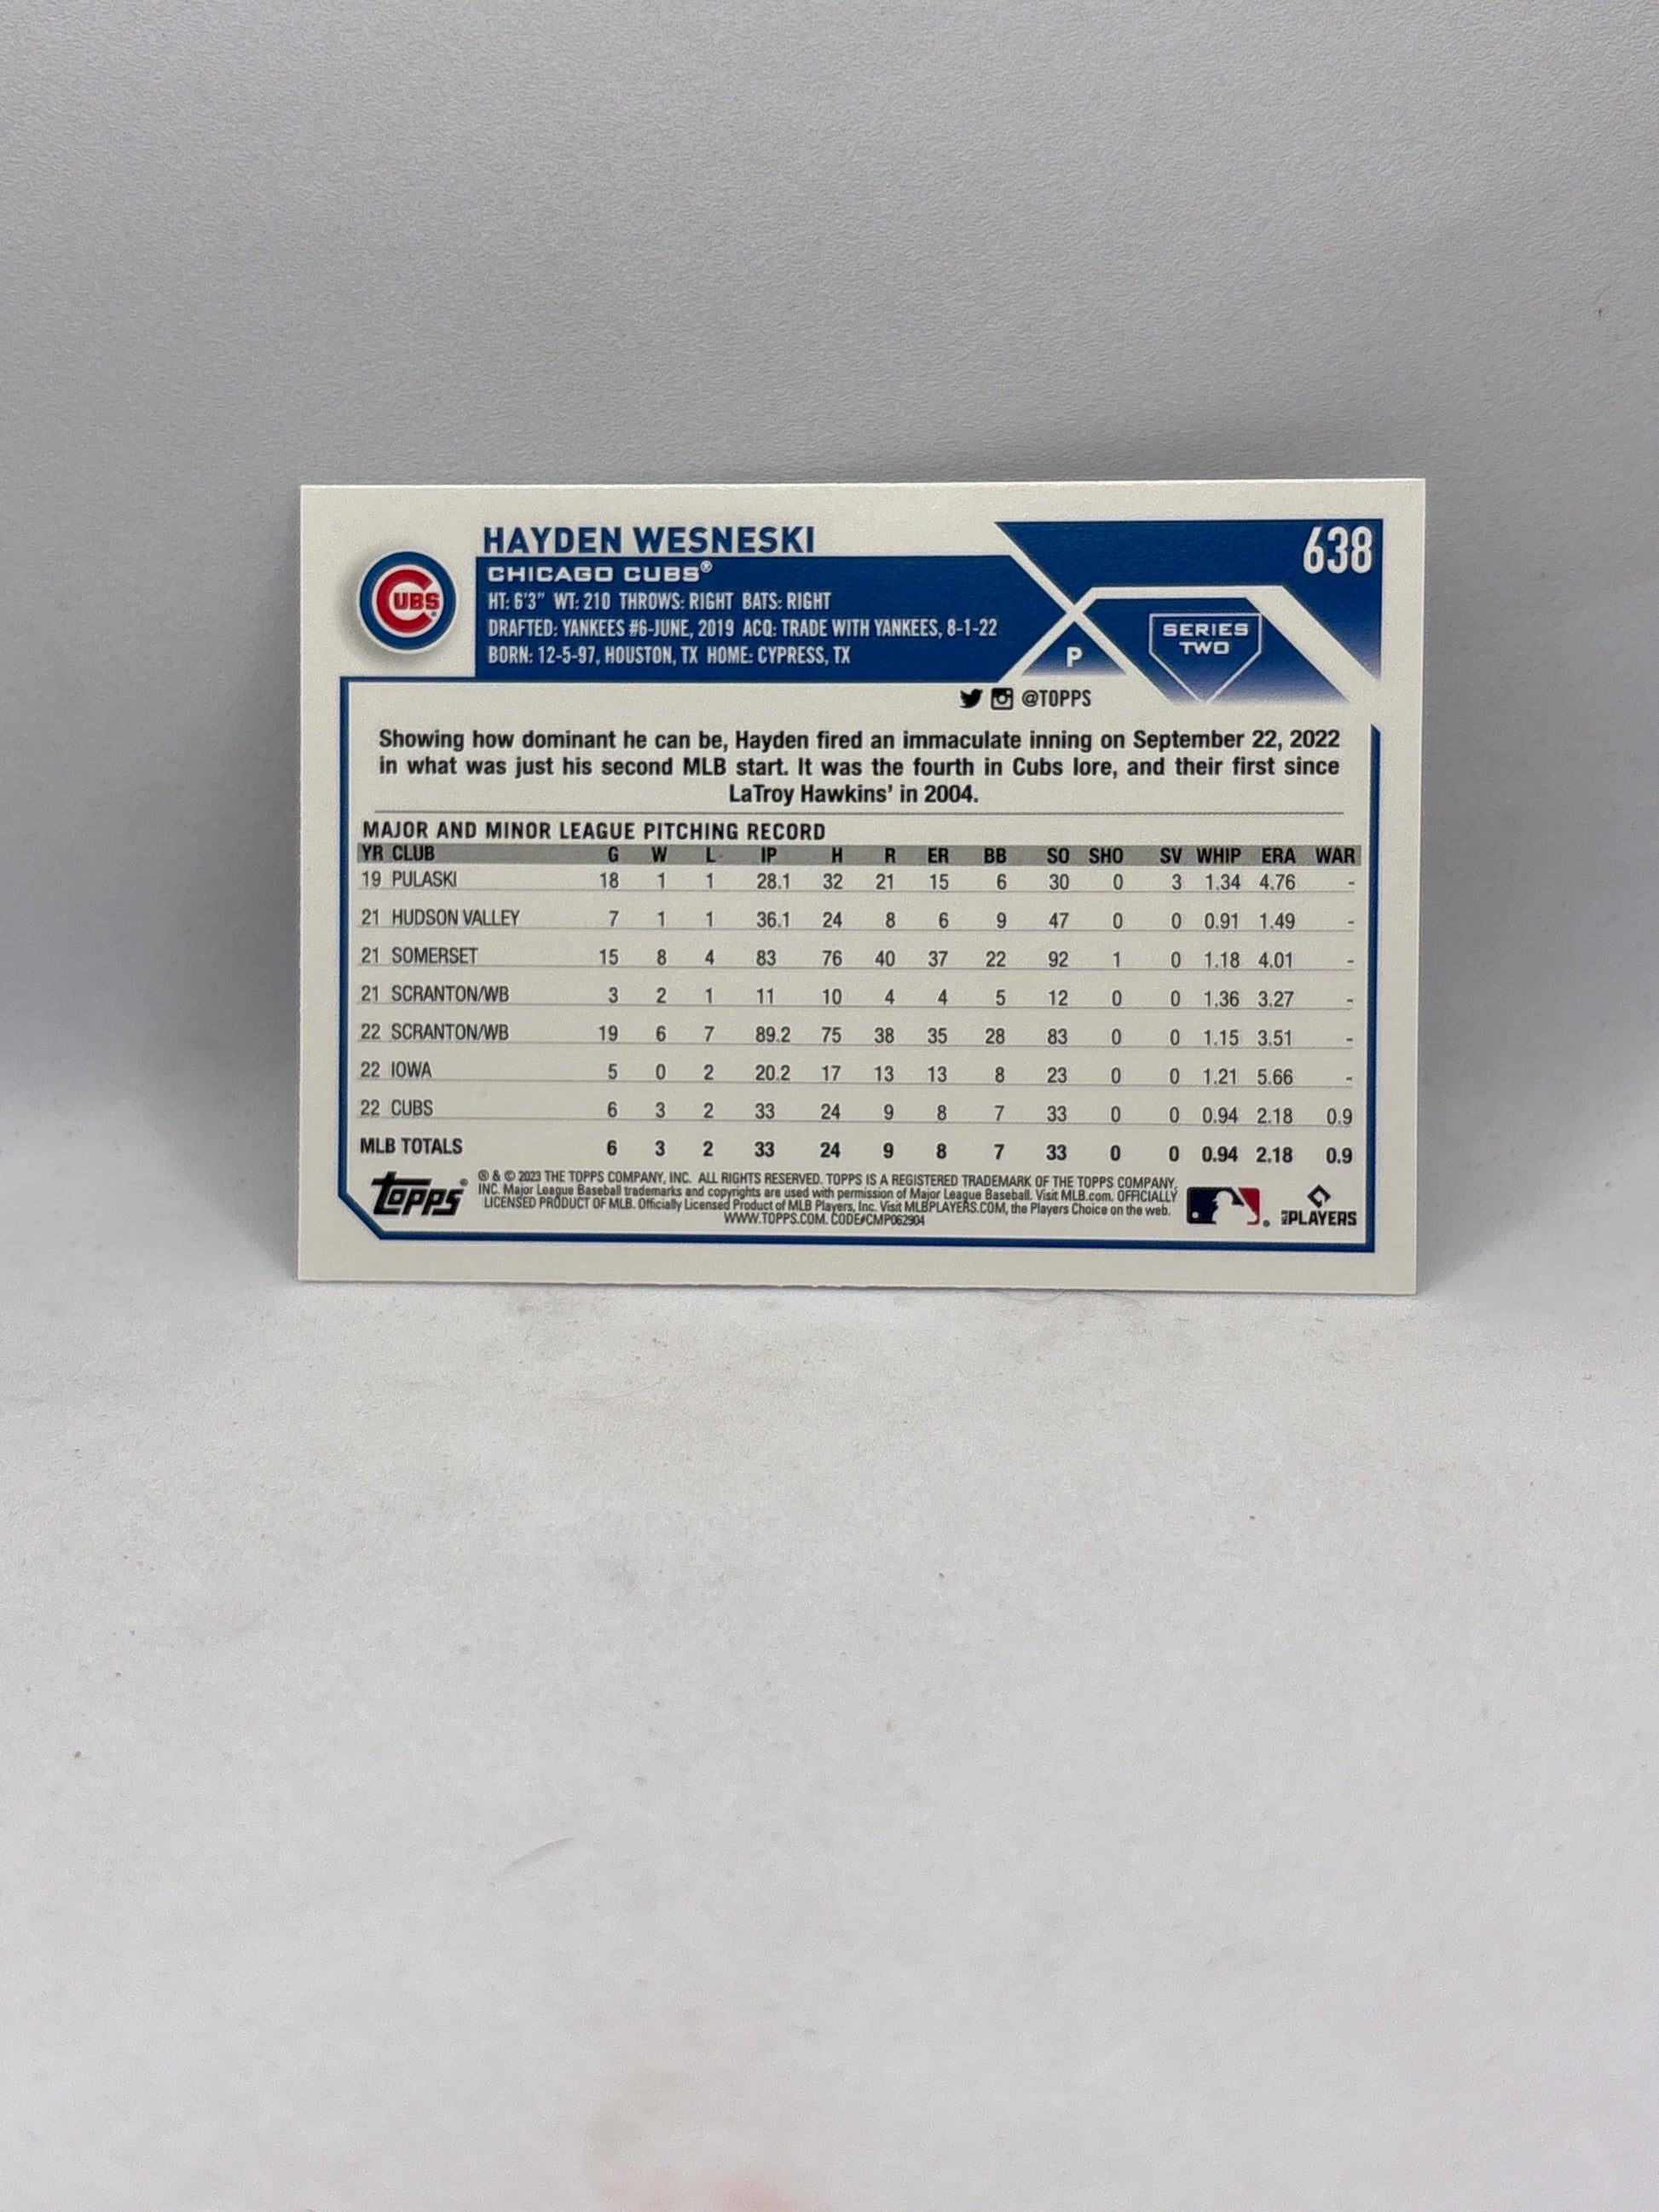 HAYDEN WESNESKI
638
CUBS
CHICAGO CUBS®
HT: 6'3" WT: 210 THROWS: RIGHT BATS: RIGHT
DRAFTED: YANKEES #6-JUNE, 2019 ACQ: TRADE WITH YANKEES, 8-1-22
BORN: 12-5-97, HOUSTON, TX HOME: CYPRESS, TX
P
SERIES
TWO
@TOPPS
Showing how dominant he can be, Hayden fired an immaculate inning on September 22, 2022
in what was just his second MLB start. It was the fourth in Cubs lore, and their first since
LaTroy Hawkins' in 2004.
MAJOR AND MINOR LEAGUE PITCHING RECORD
YR CLUB G W L IP H R ER BB SO SHO SV WHIP ERA WAR
19 PULASKI 18 1 1 28.1 32 21 15 6 30 0 3 1.34 4.76 -
21 HUDSON VALLEY 7 1 1 36.1 24 8 6 9 47 0 0 0.91 1.49 -
21 SOMERSET 15 8 4 83 76 40 37 22 92 1 0 1.18 4.01 -
21 SCRANTON/WB 3 2 1 11 10 4 4 5 12 0 0 1.36 3.27 -
22 SCRANTON/WB 19 6 7 89.2 75 38 35 28 83 0 0 1.15 3.51 -
22 IOWA 5 0 2 20.2 17 13 13 8 23 0 0 1.21 5.66 -
22 CUBS 6 3 2 33 24 9 8 7 33 0 0 0.94 2.18 0.9
MLB TOTALS 6 3 2 33 24 9 8 7 33 0 0 0.94 2.18 0.9
topps®
® & © 2023 THE TOPPS COMPANY, INC. ALL RIGHTS RESERVED. TOPPS IS A REGISTERED TRADEMARK OF THE TOPPS COMPANY,
INC. Major League Baseball trademarks and copyrights are used with permission of Major League Baseball. Visit MLB.com. OFFICIALLY
LICENSED PRODUCT OF MLB. Officially Licensed Product of MLB Players, Inc. Visit MLBPLAYERS.COM, the Players Choice on the web.
WWW.TOPPS.COM. CODE#CMP062904
MLB PLAYERS